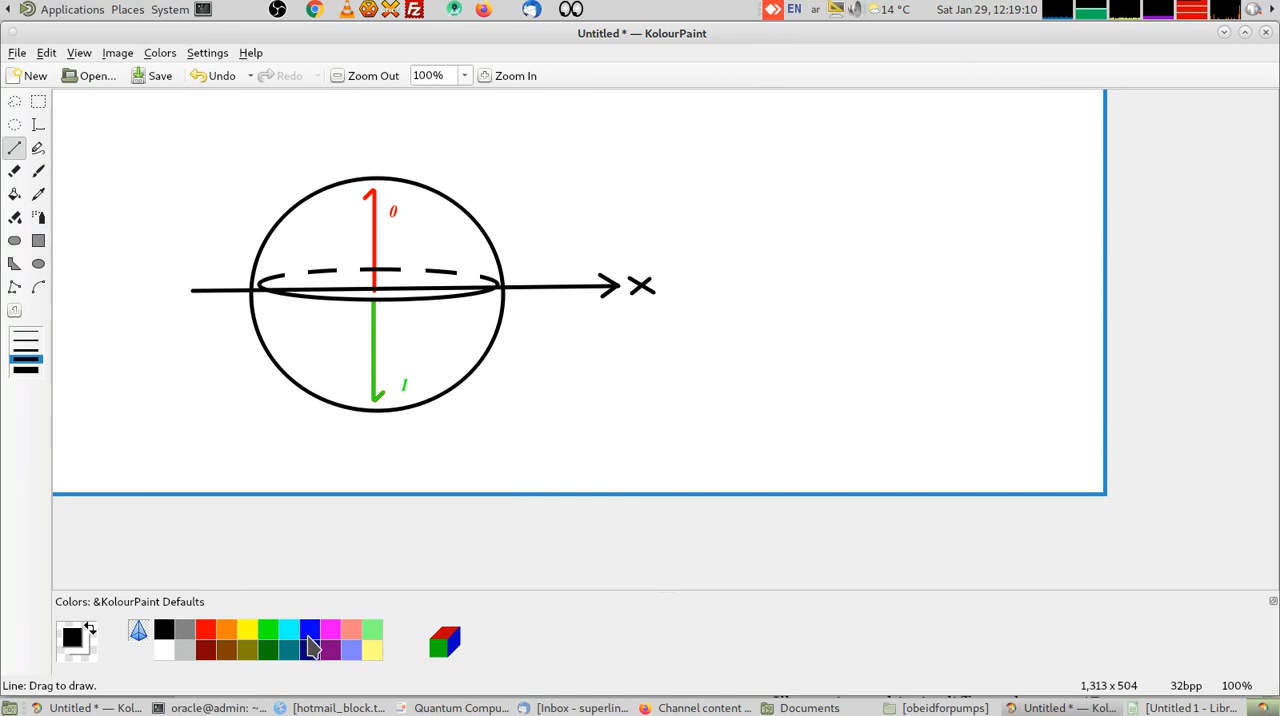 Applications Places System EN ar 14 °C Sat Jan 29, 12:19:10
Untitled * — KolourPaint
File Edit View Image Colors Settings Help
New Open... Save Undo Redo Zoom Out 100% Zoom In
0
X
1
Colors: &KolourPaint Defaults
Line: Drag to draw. 1,313 x 504 32bpp 100%
Untitled * — Kol... oracle@admin: ~... [hotmail_block.t... Quantum Compu... [Inbox - superlin... Channel content ... Documents [obeidforpumps] Untitled * — Kol... [Untitled 1 - Libr...